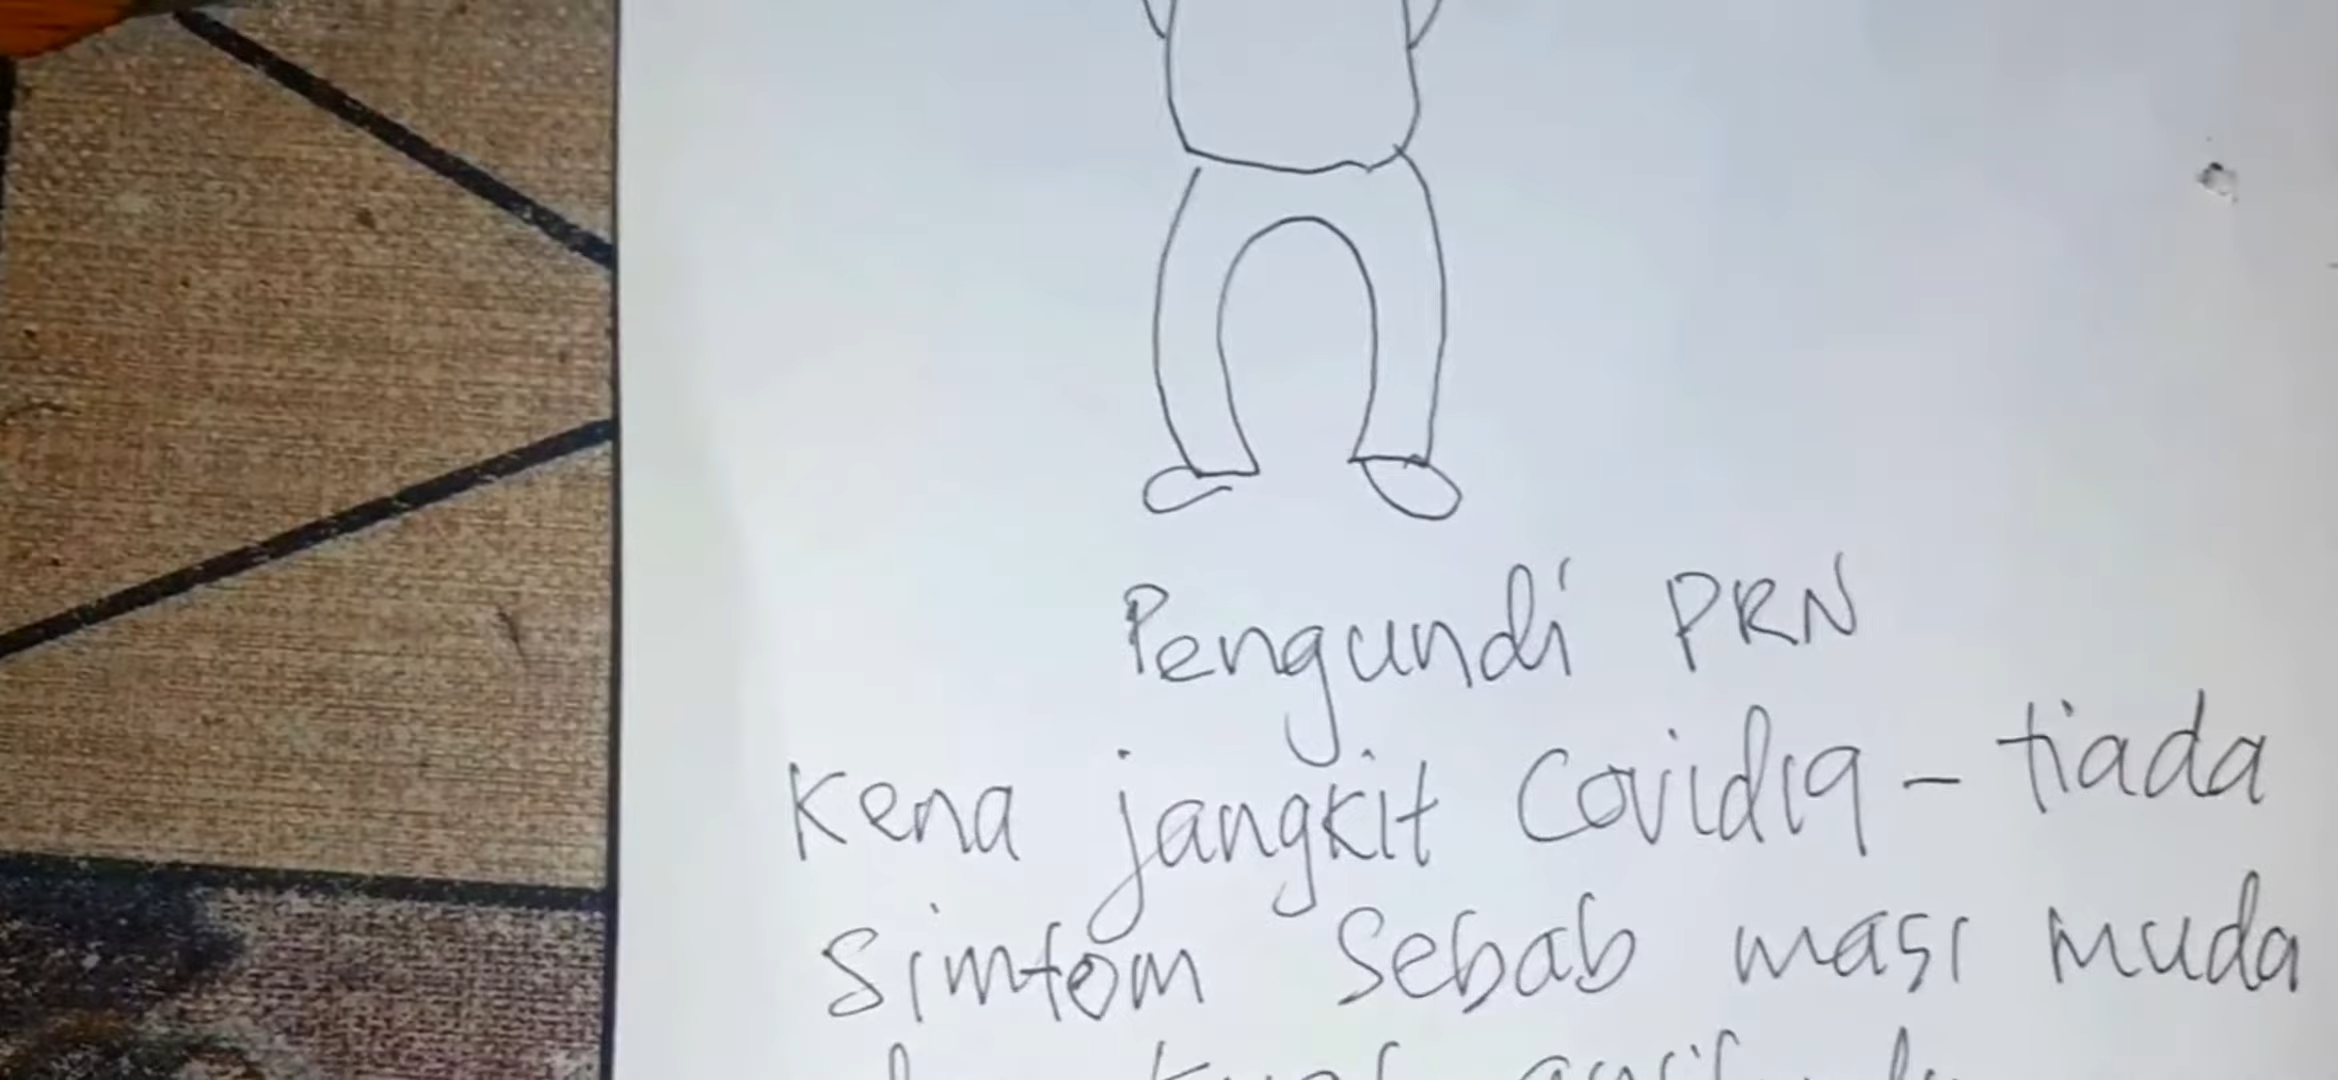 Pengundi PRN
Kena jangkit Covid19 - tiada
Simtom Sebab masi muda